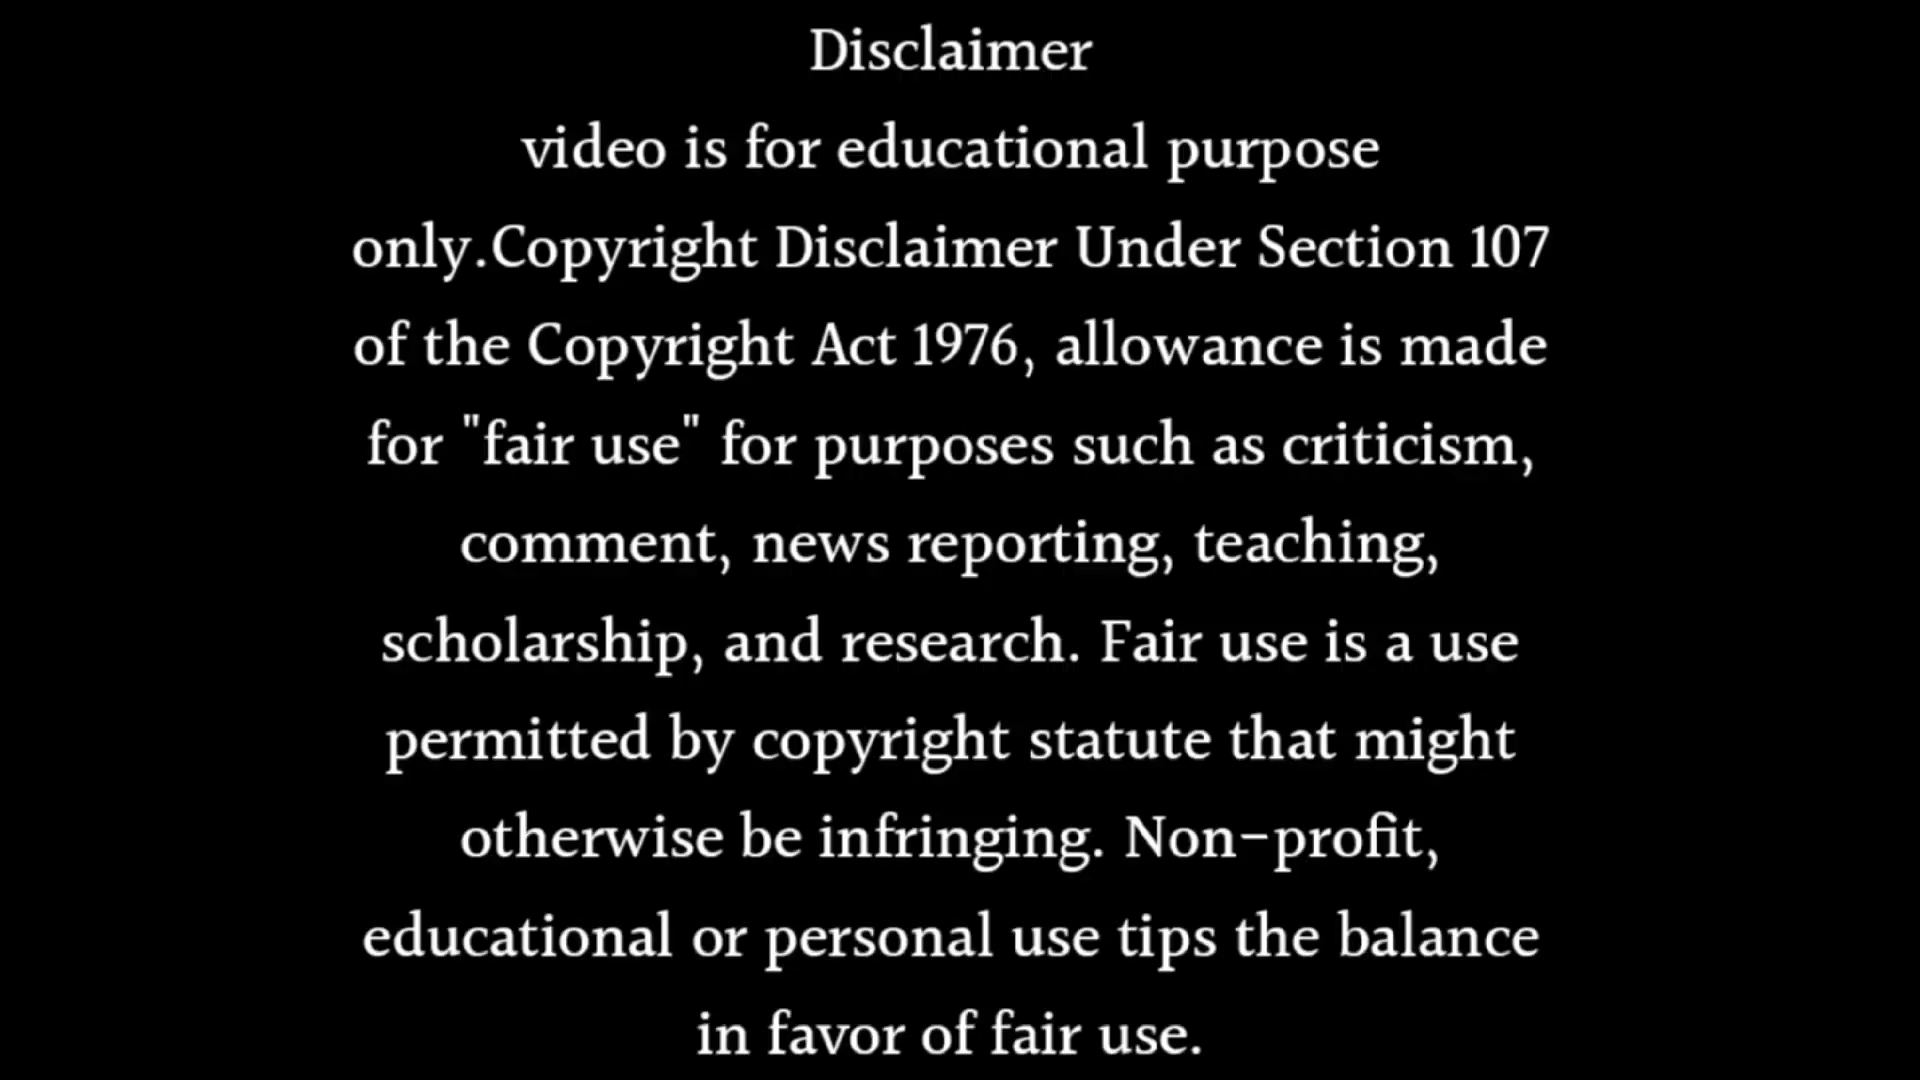 Disclaimer
video is for educational purpose
only.Copyright Disclaimer Under Section 107
of the Copyright Act 1976, allowance is made
for "fair use" for purposes such as criticism,
comment, news reporting, teaching,
scholarship, and research. Fair use is a use
permitted by copyright statute that might
otherwise be infringing. Non-profit,
educational or personal use tips the balance
in favor of fair use.